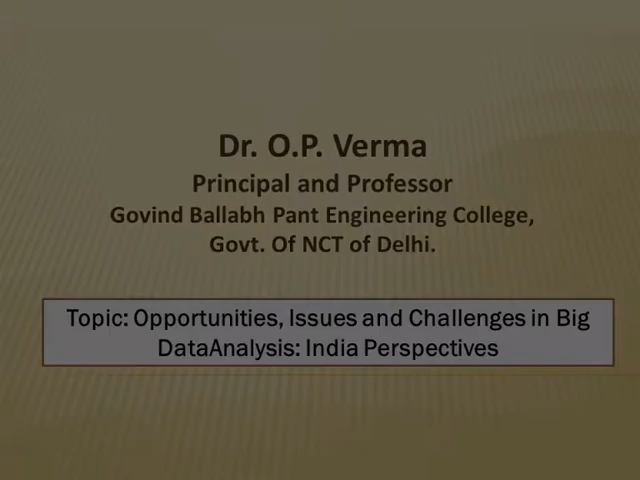 Dr. O.P. Verma
Principal and Professor
Govind Ballabh Pant Engineering College,
Govt. Of NCT of Delhi.
Topic: Opportunities, Issues and Challenges in Big
DataAnalysis: India Perspectives